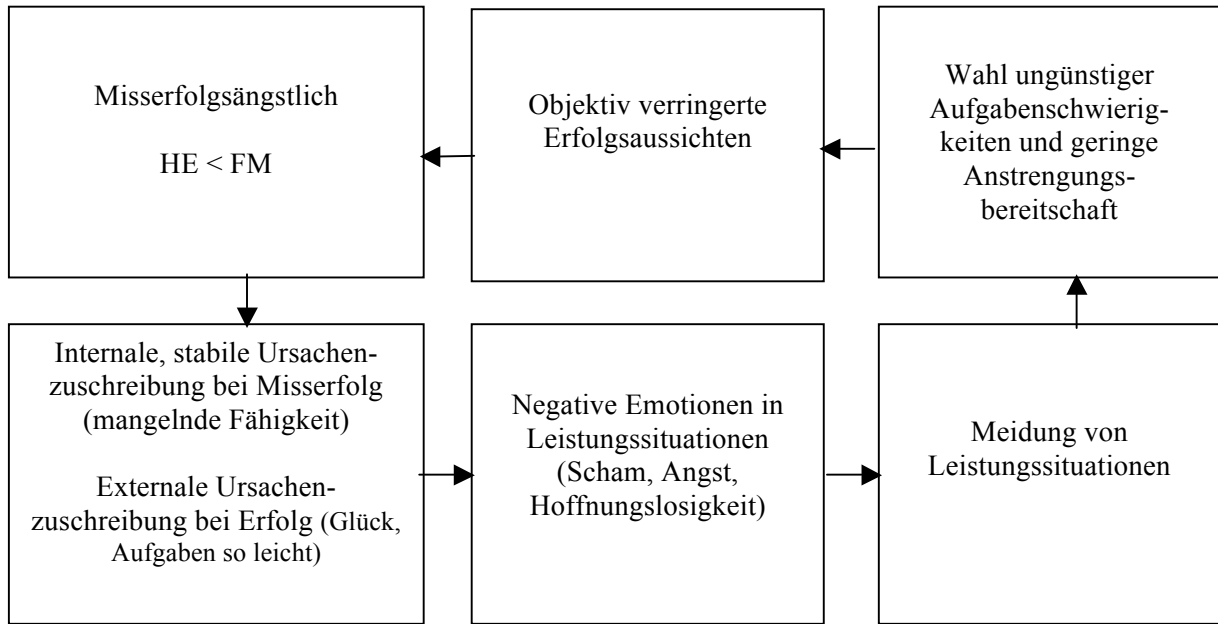 Misserfolgsängstlich
HE < FM
Objektiv verringerte
Erfolgsaussichten
Wahl ungünstiger
Aufgabenschwierig-
keiten und geringe
Anstrengungs-
bereitschaft
Internale, stabile Ursachen-
zuschreibung bei Misserfolg
(mangelnde Fähigkeit)
Externale Ursachen-
zuschreibung bei Erfolg (Glück,
Aufgaben so leicht)
Negative Emotionen in
Leistungssituationen
(Scham, Angst,
Hoffnungslosigkeit)
Meidung von
Leistungssituationen